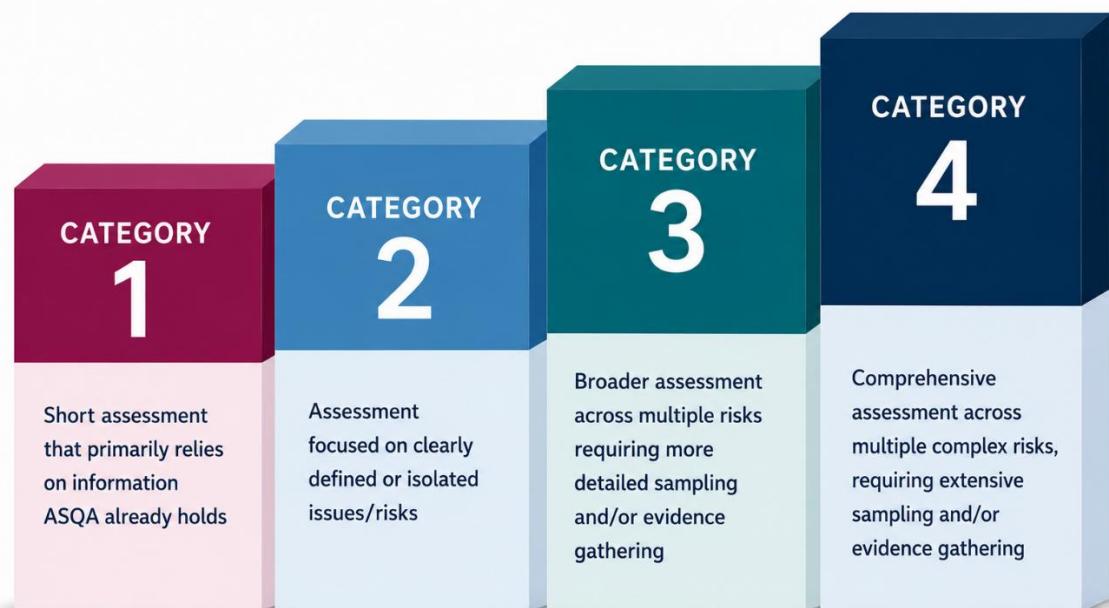 CATEGORY
1
Short assessment
that primarily relies
on information
ASQA already holds
CATEGORY
2
Assessment
focused on clearly
defined or isolated
issues/risks
CATEGORY
3
Broader assessment
across multiple risks
requiring more
detailed sampling
and/or evidence
gathering
CATEGORY
4
Comprehensive
assessment across
multiple complex risks,
requiring extensive
sampling and/or
evidence gathering